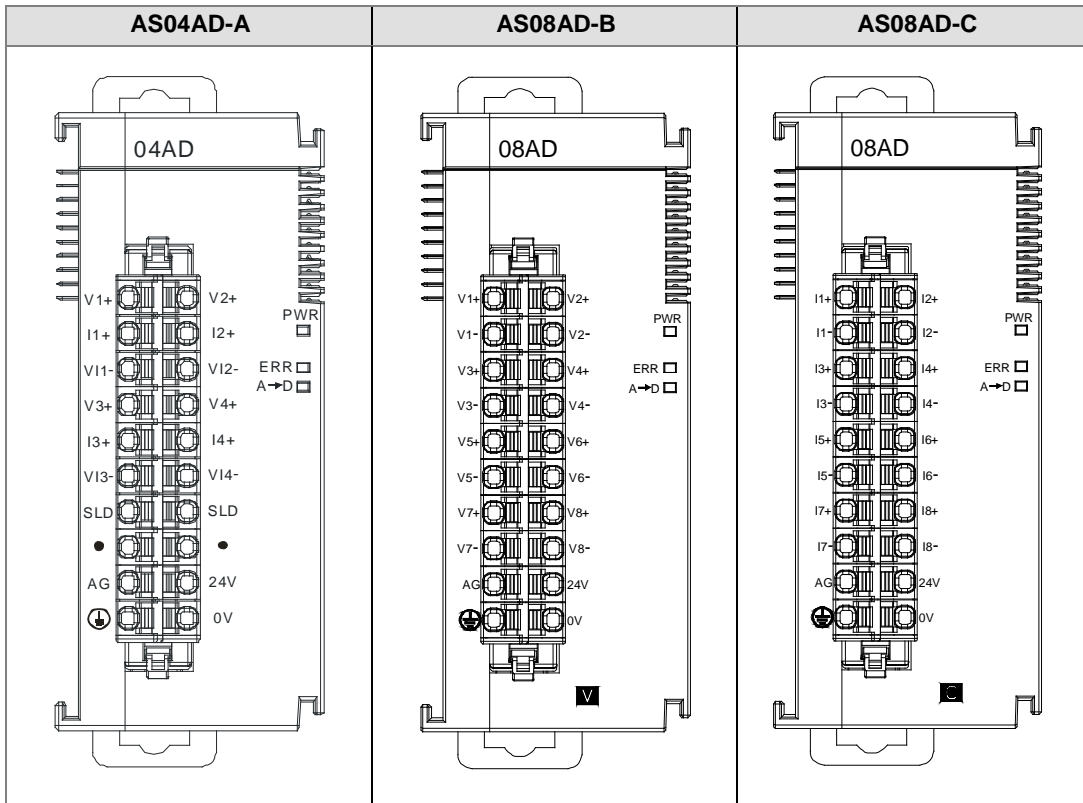 AS04AD-A AS08AD-B AS08AD-C
04AD
V1+ V2+
PWR
I1+ I2+
VI1- VI2-
ERR
A→D
V3+ V4+
I3+ I4+
VI3- VI4-
SLD SLD
● ●
AG 24V
0V
08AD
V1+ V2+
PWR
V1- V2-
V3+ V4+
ERR
A→D
V3- V4-
V5+ V6+
V5- V6-
V7+ V8+
V7- V8-
AG 24V
0V
V
08AD
I1+ I2+
PWR
I1- I2-
I3+ I4+
ERR
A→D
I3- I4-
I5+ I6+
I5- I6-
I7+ I8+
I7- I8-
AG 24V
0V
C